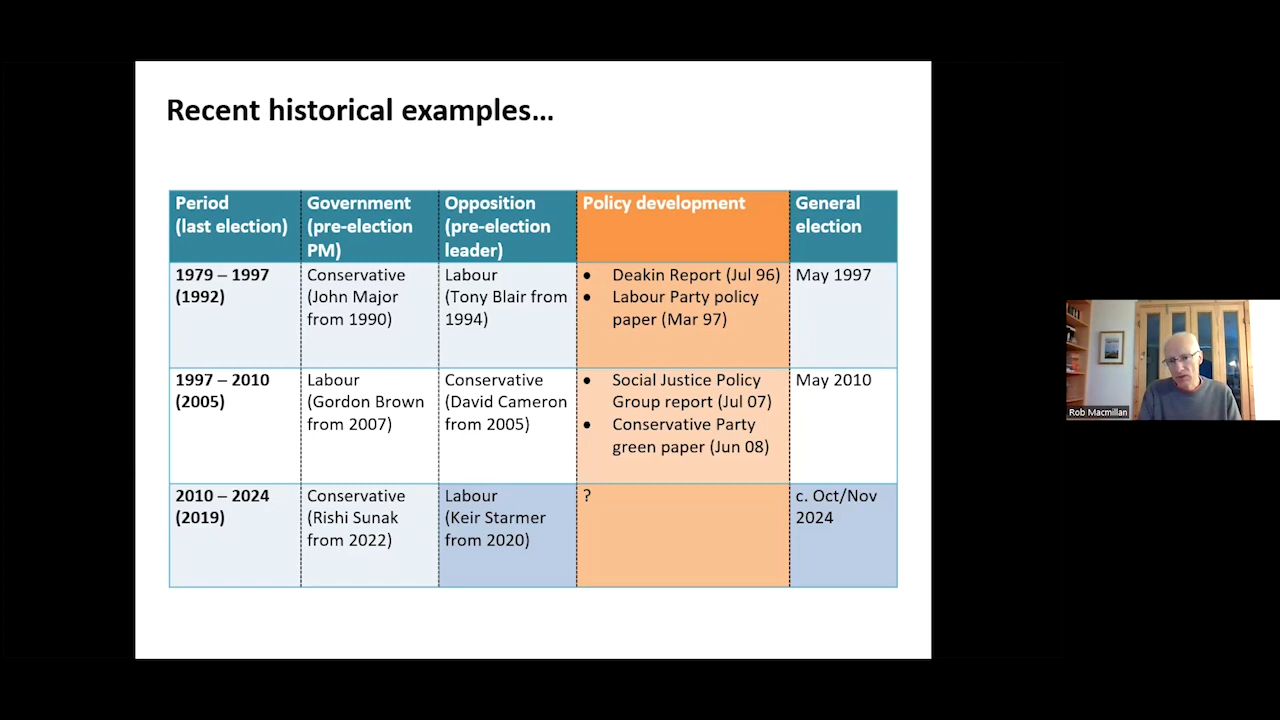 Recent historical examples...
Period
(last election)
Government
(pre-election
PM)
Opposition
(pre-election
leader)
Policy development
General
election
1979 – 1997
(1992)
Conservative
(John Major
from 1990)
Labour
(Tony Blair from
1994)
● Deakin Report (Jul 96)
● Labour Party policy
paper (Mar 97)
May 1997
1997 – 2010
(2005)
Labour
(Gordon Brown
from 2007)
Conservative
(David Cameron
from 2005)
● Social Justice Policy
Group report (Jul 07)
● Conservative Party
green paper (Jun 08)
May 2010
2010 – 2024
(2019)
Conservative
(Rishi Sunak
from 2022)
Labour
(Keir Starmer
from 2020)
?
c. Oct/Nov
2024
Rob Macmillan